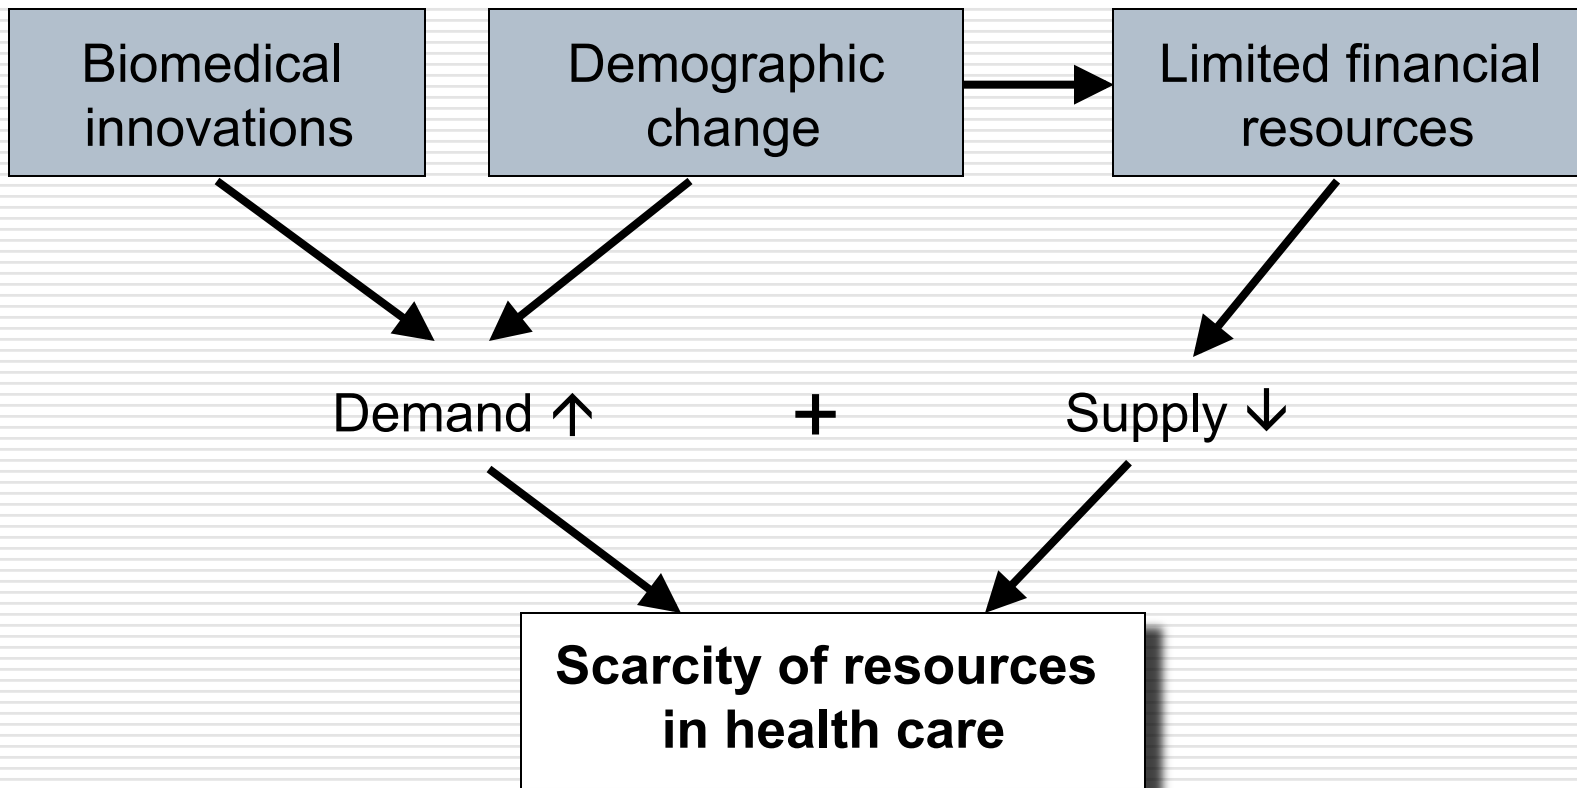 Biomedical
innovations
Demographic
change
Limited financial
resources
Demand ↑
+
Supply ↓
Scarcity of resources
in health care